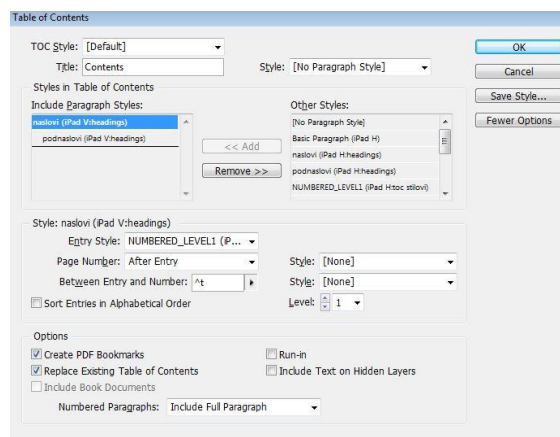 Table of Contents
TOC Style: [Default]
OK
Title: Contents Style: [No Paragraph Style]
Cancel
Save Style...
Fewer Options
Styles in Table of Contents
Include Paragraph Styles: Other Styles:
naslovi (iPad V:headings) [No Paragraph Style]
podnaslovi (iPad V:headings) Basic Paragraph (iPad H)
<< Add naslovi (iPad H:headings)
Remove >> podnaslovi (iPad H:headings)
NUMBERED_LEVEL1 (iPad H:toc stilovi)
Style: naslovi (iPad V:headings)
Entry Style: NUMBERED_LEVEL1 (iP...
Page Number: After Entry Style: [None]
Between Entry and Number: ^t Style: [None]
Sort Entries in Alphabetical Order Level: 1
Options
Create PDF Bookmarks Run-in
Replace Existing Table of Contents Include Text on Hidden Layers
Include Book Documents
Numbered Paragraphs: Include Full Paragraph